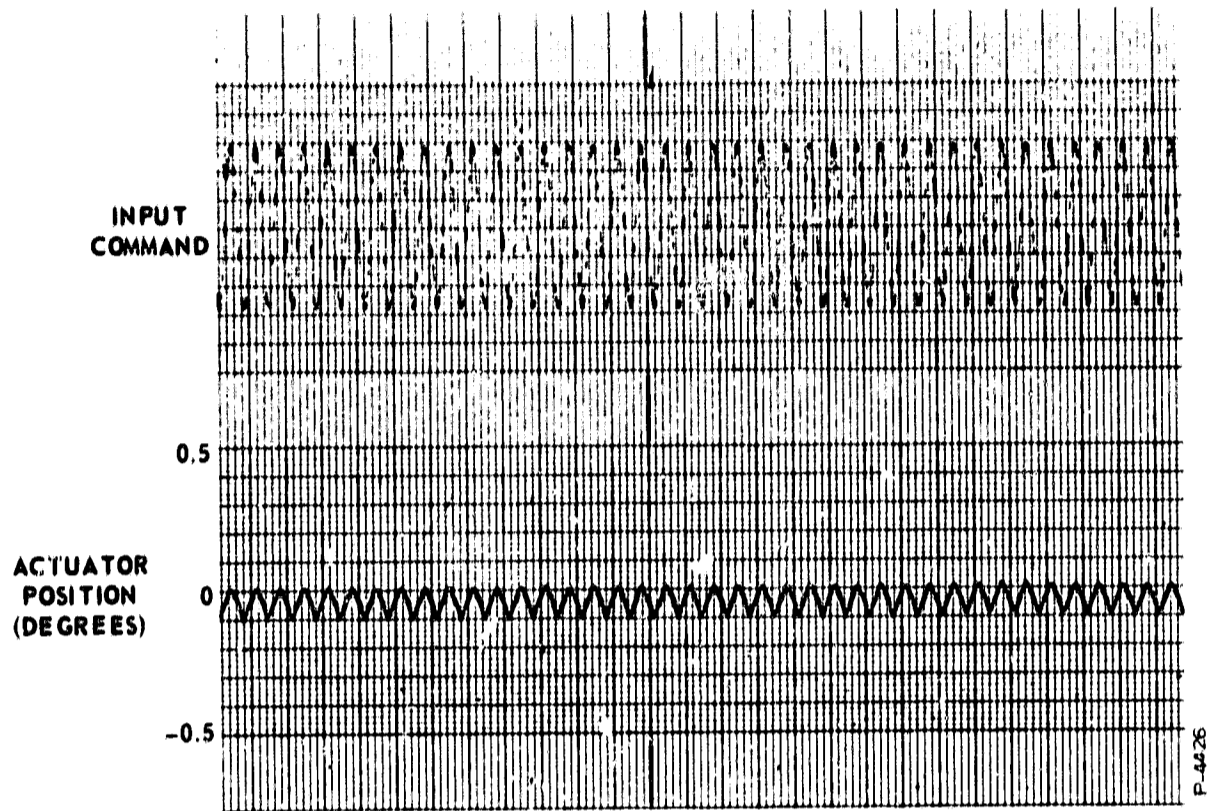 INPUT
COMMAND
0.5
ACTUATOR
POSITION
(DEGREES)
0
-0.5
P-4426